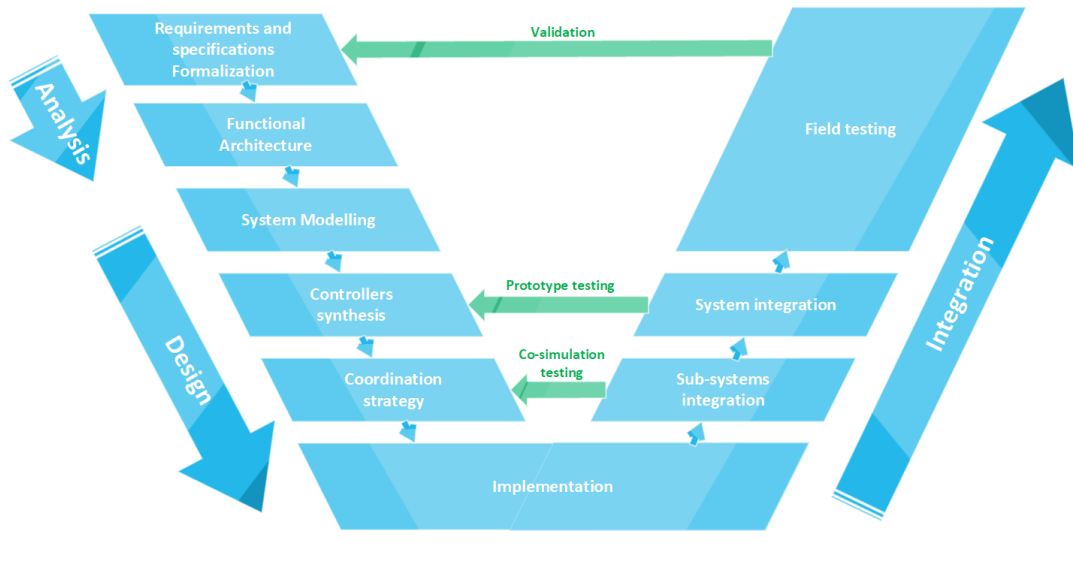 Requirements and
specifications
Formalization
Validation
Analysis
Functional
Architecture
Field testing
System Modelling
Design
Controllers
synthesis
Prototype testing
System integration
Integration
Coordination
strategy
Co-simulation
testing
Sub-systems
integration
Implementation